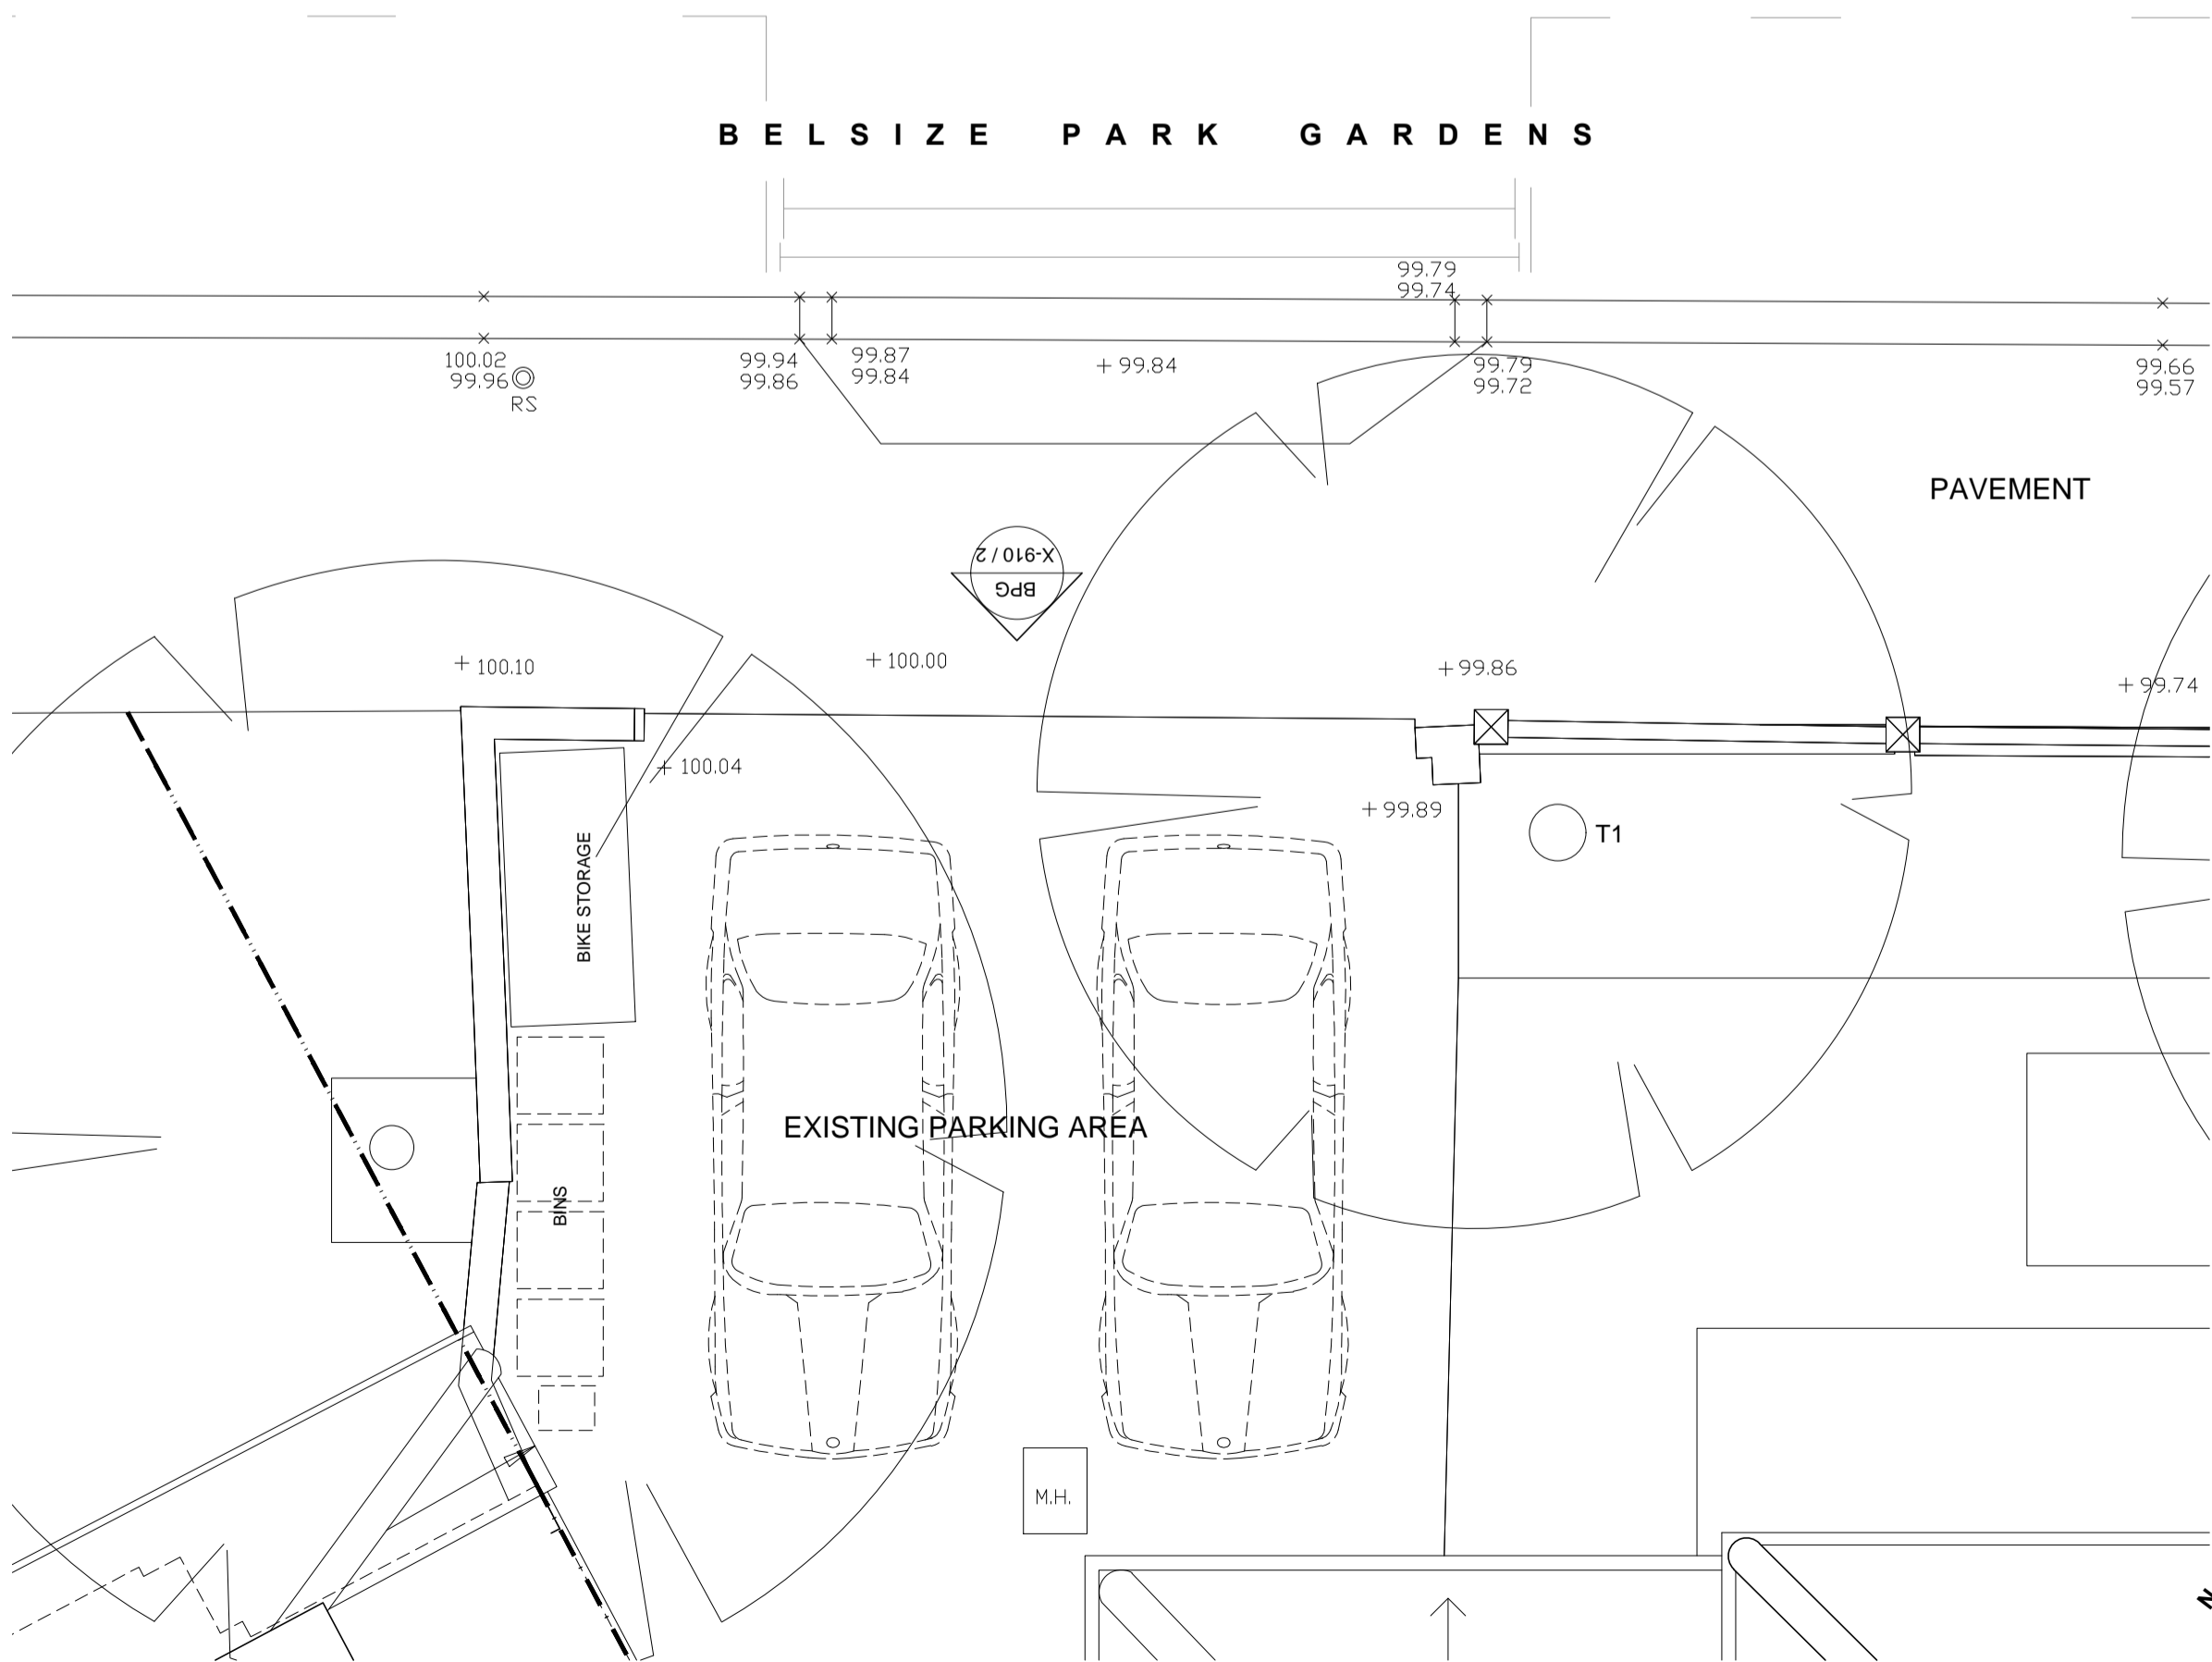 BELSIZE PARK GARDENS
99.79
99.74
100.02
99.96
RS
99.94
99.86
99.87
99.84
+ 99.84
99.79
99.72
99.66
99.57
PAVEMENT
X-910 / 2
BPG
+ 100.10
+ 100.00
+ 99.86
+ 99.74
+ 100.04
+ 99.89
T1
BIKE STORAGE
EXISTING PARKING AREA
BINS
M.H.